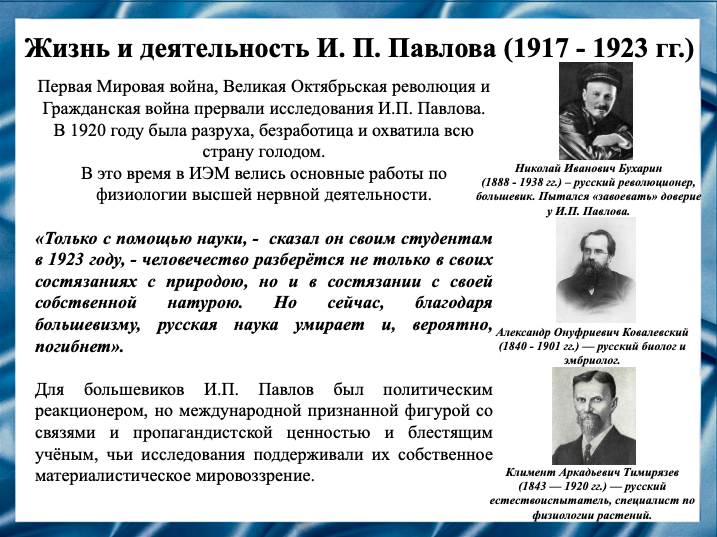 Жизнь и деятельность И. П. Павлова (1917 - 1923 гг.)
Первая Мировая война, Великая Октябрьская революция и
Гражданская война прервали исследования И.П. Павлова.
В 1920 году была разруха, безработица и охватила всю
страну голодом.
В это время в ИЭМ велись основные работы по
физиологии высшей нервной деятельности.
«Только с помощью науки, - сказал он своим студентам
в 1923 году, - человечество разберётся не только в своих
состязаниях с природою, но и в состязании с своей
собственной натурою. Но сейчас, благодаря
большевизму, русская наука умирает и, вероятно,
погибнет».
Для большевиков И.П. Павлов был политическим
реакционером, но международной признанной фигурой со
связями и пропагандистской ценностью и блестящим
учёным, чьи исследования поддерживали их собственное
материалистическое мировоззрение.
Николай Иванович Бухарин
(1888 - 1938 гг.) – русский революционер,
большевик. Пытался «завоевать» доверие
у И.П. Павлова.
Александр Онуфриевич Ковалевский
(1840 - 1901 гг.) — русский биолог и
эмбриолог.
Климент Аркадьевич Тимирязев
(1843 — 1920 гг.) — русский
естествоиспытатель, специалист по
физиологии растений.